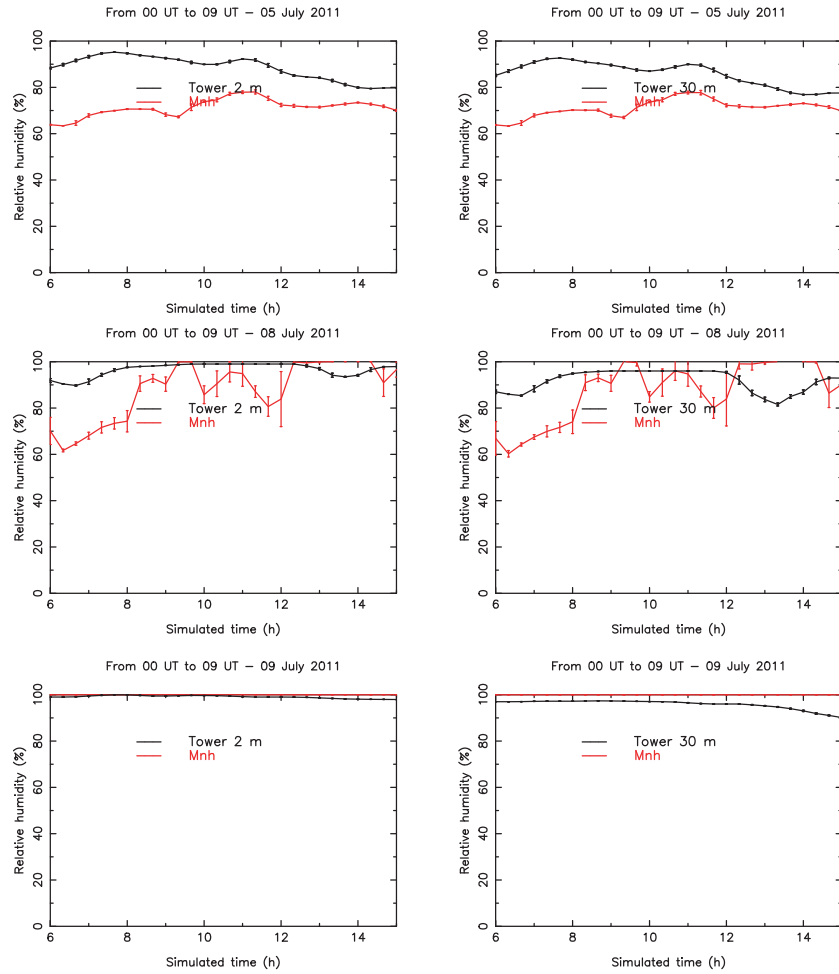 From 00 UT to 09 UT – 05 July 2011
Relative humidity (%)
100
80
60
40
20
0
Tower 2 m
Mnh
6 8 10 12 14
Simulated time (h)
From 00 UT to 09 UT – 05 July 2011
Relative humidity (%)
100
80
60
40
20
0
Tower 30 m
Mnh
6 8 10 12 14
Simulated time (h)
From 00 UT to 09 UT – 08 July 2011
Relative humidity (%)
100
80
60
40
20
0
Tower 2 m
Mnh
6 8 10 12 14
Simulated time (h)
From 00 UT to 09 UT – 08 July 2011
Relative humidity (%)
100
80
60
40
20
0
Tower 30 m
Mnh
6 8 10 12 14
Simulated time (h)
From 00 UT to 09 UT – 09 July 2011
Relative humidity (%)
100
80
60
40
20
0
Tower 2 m
Mnh
6 8 10 12 14
Simulated time (h)
From 00 UT to 09 UT – 09 July 2011
Relative humidity (%)
100
80
60
40
20
0
Tower 30 m
Mnh
6 8 10 12 14
Simulated time (h)